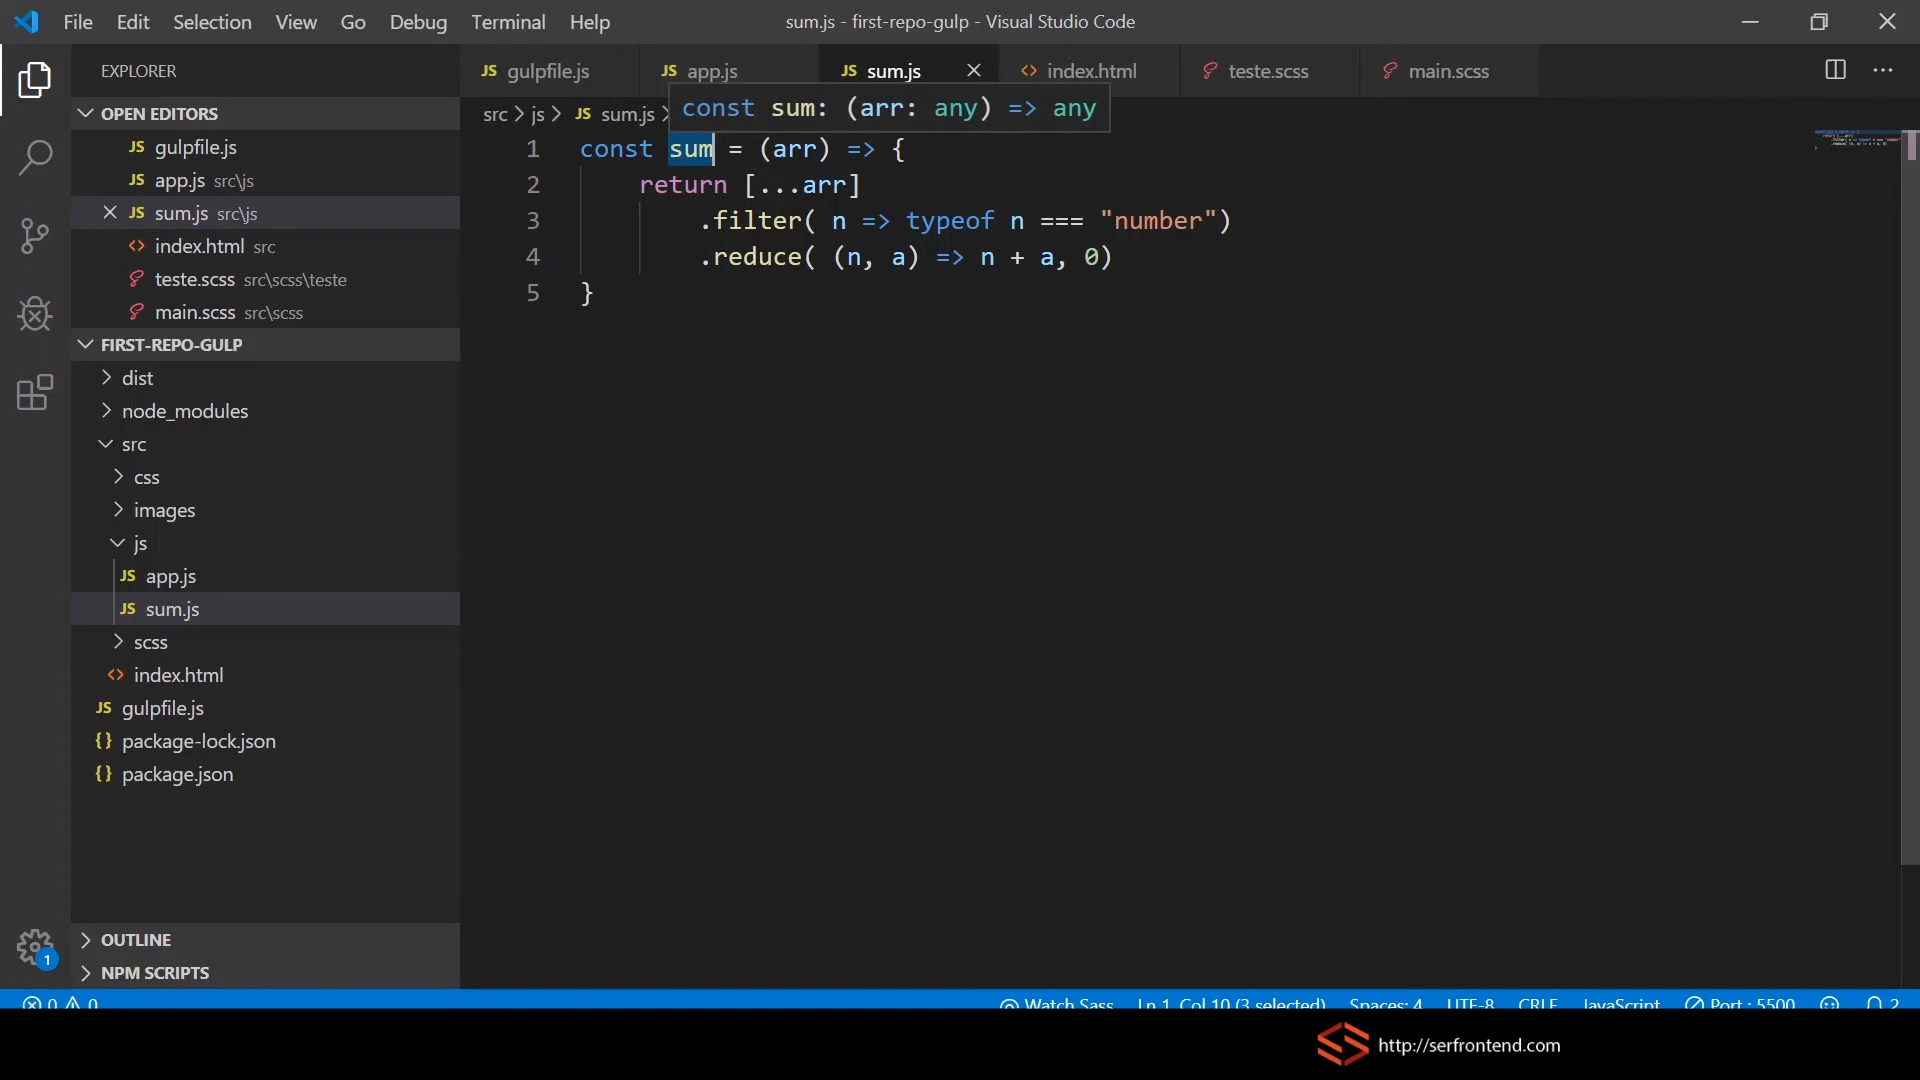 File Edit Selection View Go Debug Terminal Help
sum.js - first-repo-gulp - Visual Studio Code
EXPLORER
OPEN EDITORS
JS gulpfile.js
JS app.js src\js
JS sum.js src\js
<> index.html src
teste.scss src\scss\teste
main.scss src\scss
FIRST-REPO-GULP
dist
node_modules
src
css
images
js
JS app.js
JS sum.js
scss
<> index.html
JS gulpfile.js
{} package-lock.json
{} package.json
OUTLINE
NPM SCRIPTS
1
JS gulpfile.js JS app.js JS sum.js <> index.html teste.scss main.scss
src > js > JS sum.js >
const sum: (arr: any) => any
1 const sum = (arr) => {
2 return [...arr]
3 .filter( n => typeof n === "number")
4 .reduce( (n, a) => n + a, 0)
5 }
0 0 Watch Sass Ln 1, Col 10 (3 selected) Spaces: 4 UTF-8 CRLF JavaScript Port : 5500 2
http://serfrontend.com